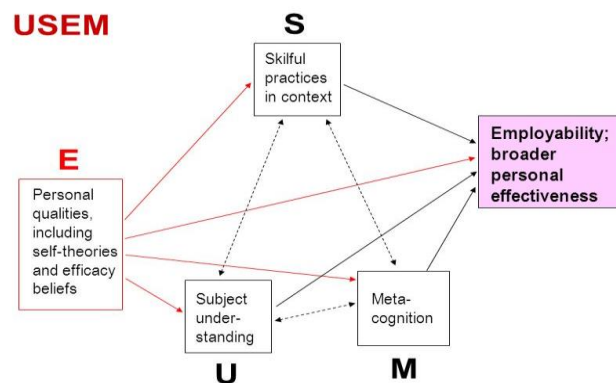 USEM
S
Skilful
practices
in context
Employability;
broader
personal
effectiveness
E
Personal
qualities,
including
self-theories
and efficacy
beliefs
Subject
under-
standing
U
Meta-
cognition
M